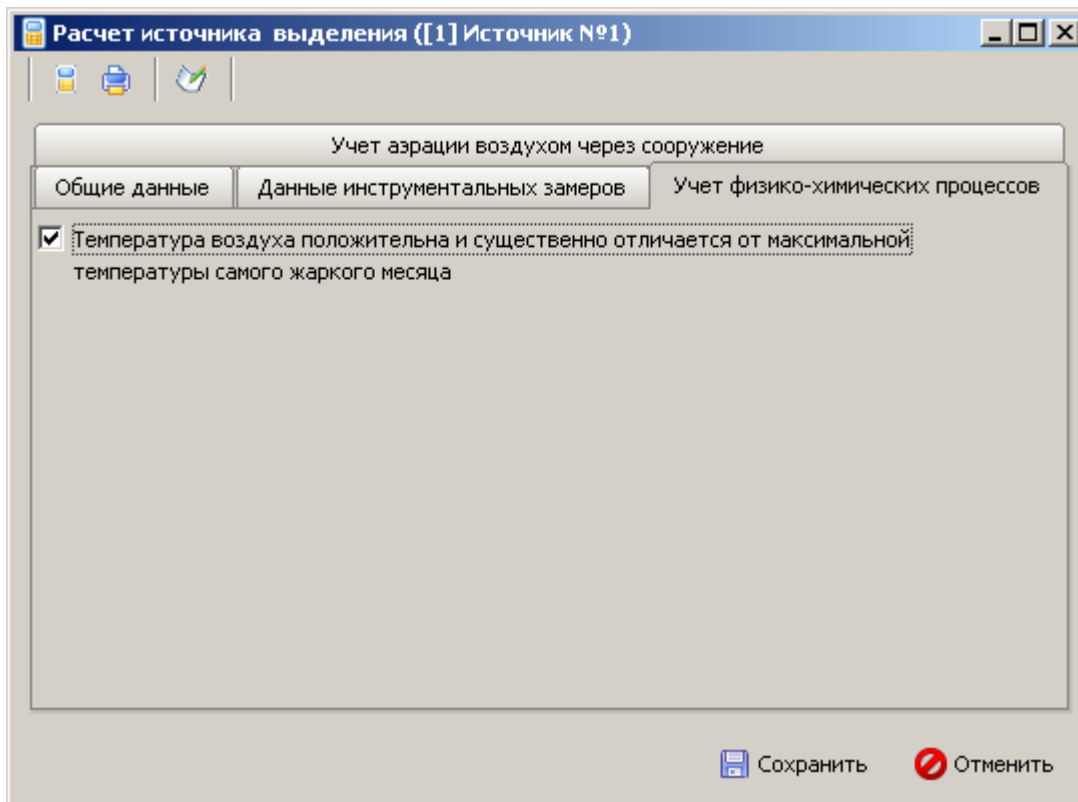 Расчет источника выделения ([1] Источник №1)
Учет аэрации воздухом через сооружение
Общие данные
Данные инструментальных замеров
Учет физико-химических процессов
Температура воздуха положительна и существенно отличается от максимальной
температуры самого жаркого месяца
Сохранить
Отменить